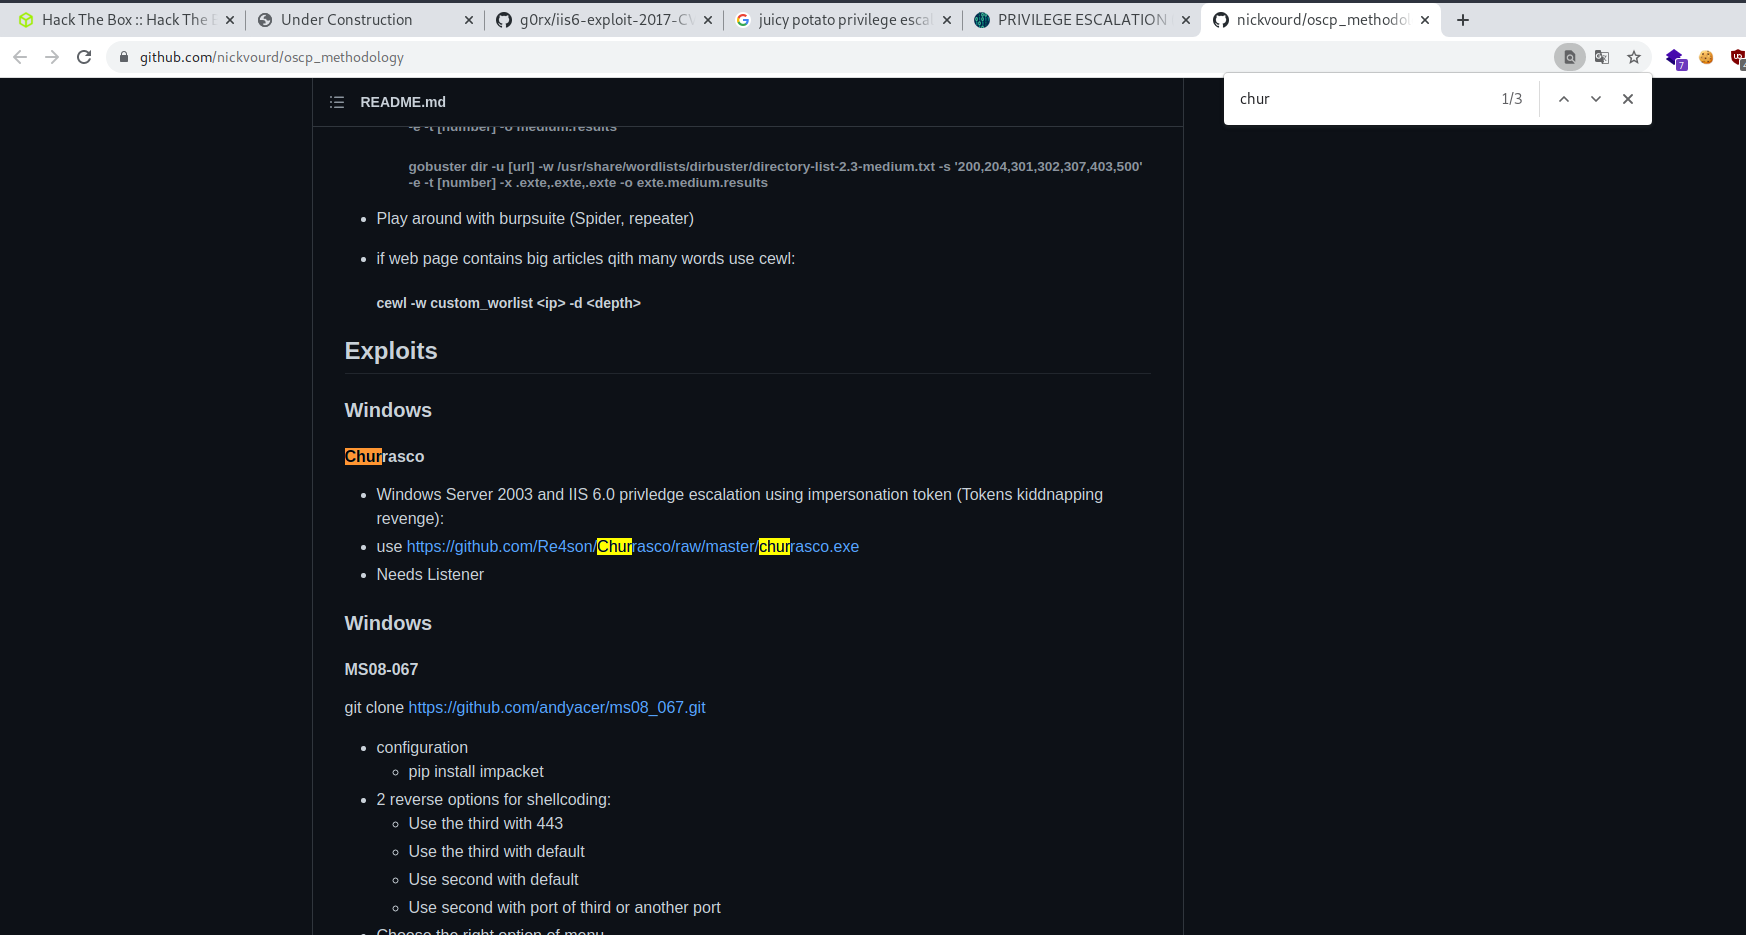 Hack The Box :: Hack The B
Under Construction
g0rx/iis6-exploit-2017-CV
juicy potato privilege escal
PRIVILEGE ESCALATION
nickvourd/oscp_methodol
github.com/nickvourd/oscp_methodology
7
chur
1/3
README.md
-e -t [number] -o medium.results
gobuster dir -u [url] -w /usr/share/wordlists/dirbuster/directory-list-2.3-medium.txt -s '200,204,301,302,307,403,500'
-e -t [number] -x .exte,.exte,.exte -o exte.medium.results
Play around with burpsuite (Spider, repeater)
if web page contains big articles qith many words use cewl:
cewl -w custom_worlist <ip> -d <depth>
Exploits
Windows
Churrasco
Windows Server 2003 and IIS 6.0 privledge escalation using impersonation token (Tokens kiddnapping
revenge):
use https://github.com/Re4son/Churrasco/raw/master/churrasco.exe
Needs Listener
Windows
MS08-067
git clone https://github.com/andyacer/ms08_067.git
configuration
pip install impacket
2 reverse options for shellcoding:
Use the third with 443
Use the third with default
Use second with default
Use second with port of third or another port
Choose the right option of menu